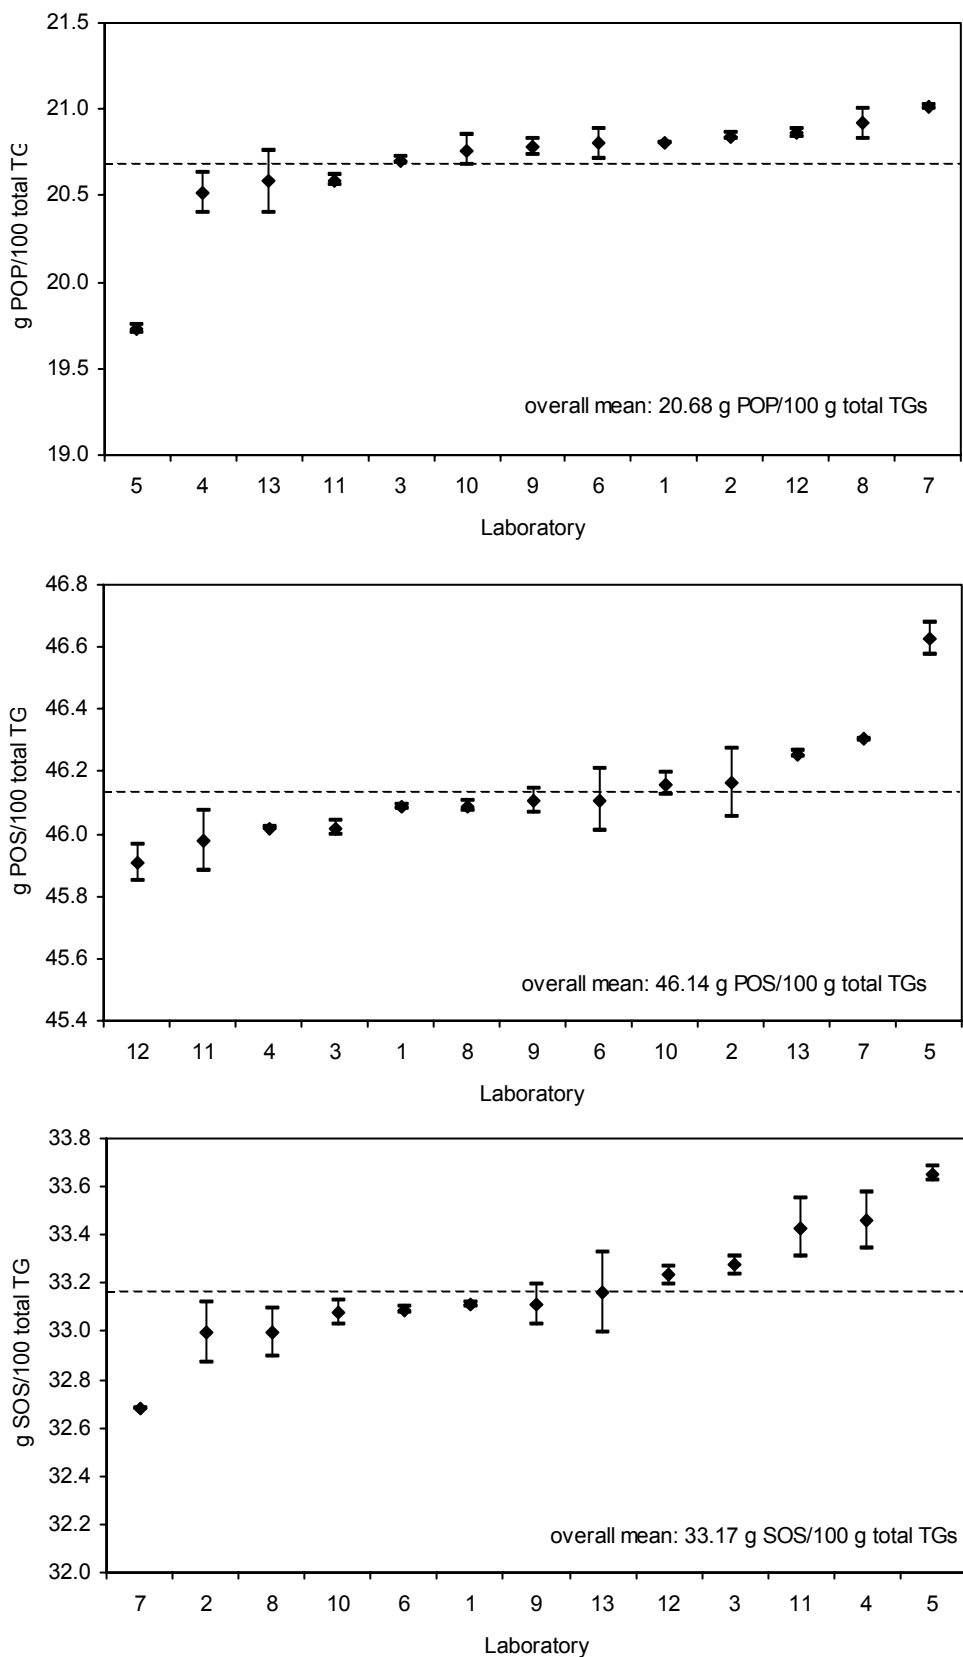 g POP/100 total TG
21.5
21.0
20.5
20.0
19.5
19.0
overall mean: 20.68 g POP/100 g total TGs
5 4 13 11 3 10 9 6 1 2 12 8 7
Laboratory
g POS/100 total TG
46.8
46.6
46.4
46.2
46.0
45.8
45.6
45.4
overall mean: 46.14 g POS/100 g total TGs
12 11 4 3 1 8 9 6 10 2 13 7 5
Laboratory
g SOS/100 total TG
33.8
33.6
33.4
33.2
33.0
32.8
32.6
32.4
32.2
32.0
overall mean: 33.17 g SOS/100 g total TGs
7 2 8 10 6 1 9 13 12 3 11 4 5
Laboratory